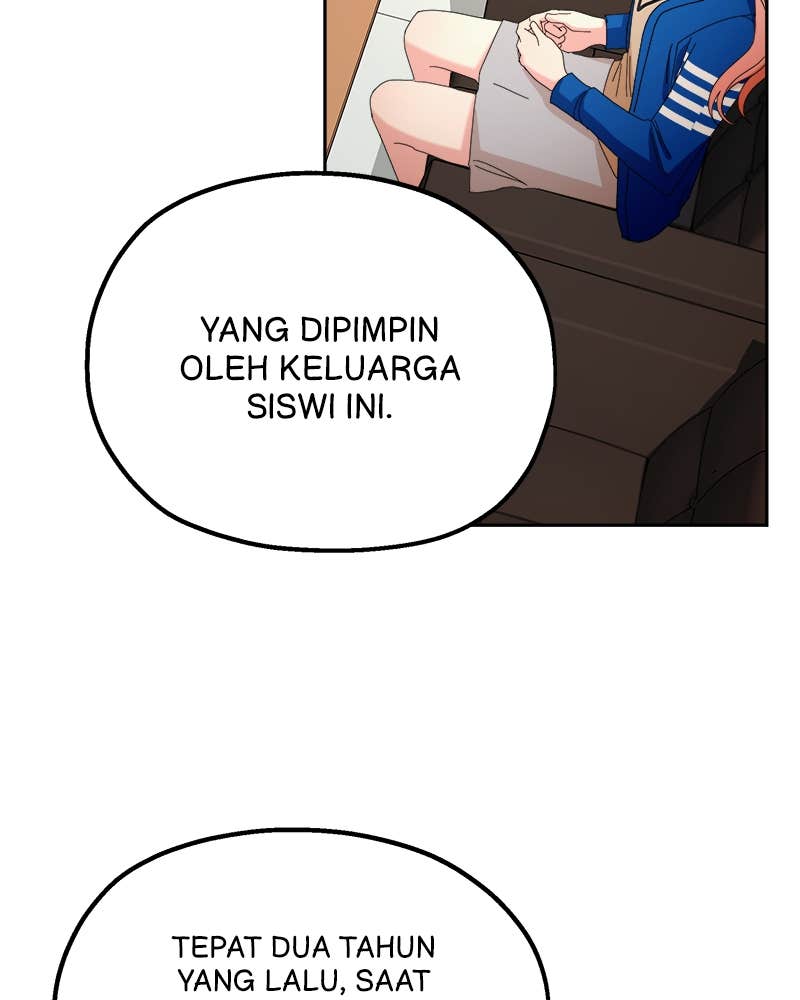 YANG DIPIMPIN
OLEH KELUARGA
SISWI INI.
TEPAT DUA TAHUN
YANG LALU, SAAT